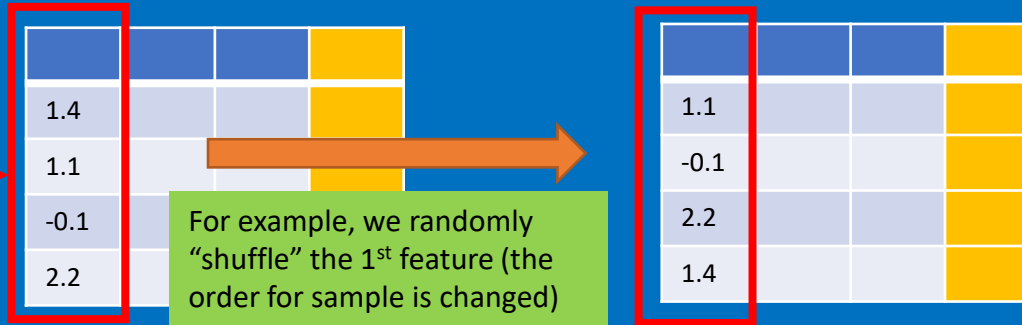 1.4
1.1
-0.1
2.2
For example, we randomly
“shuffle” the 1st feature (the
order for sample is changed)
1.1
-0.1
2.2
1.4